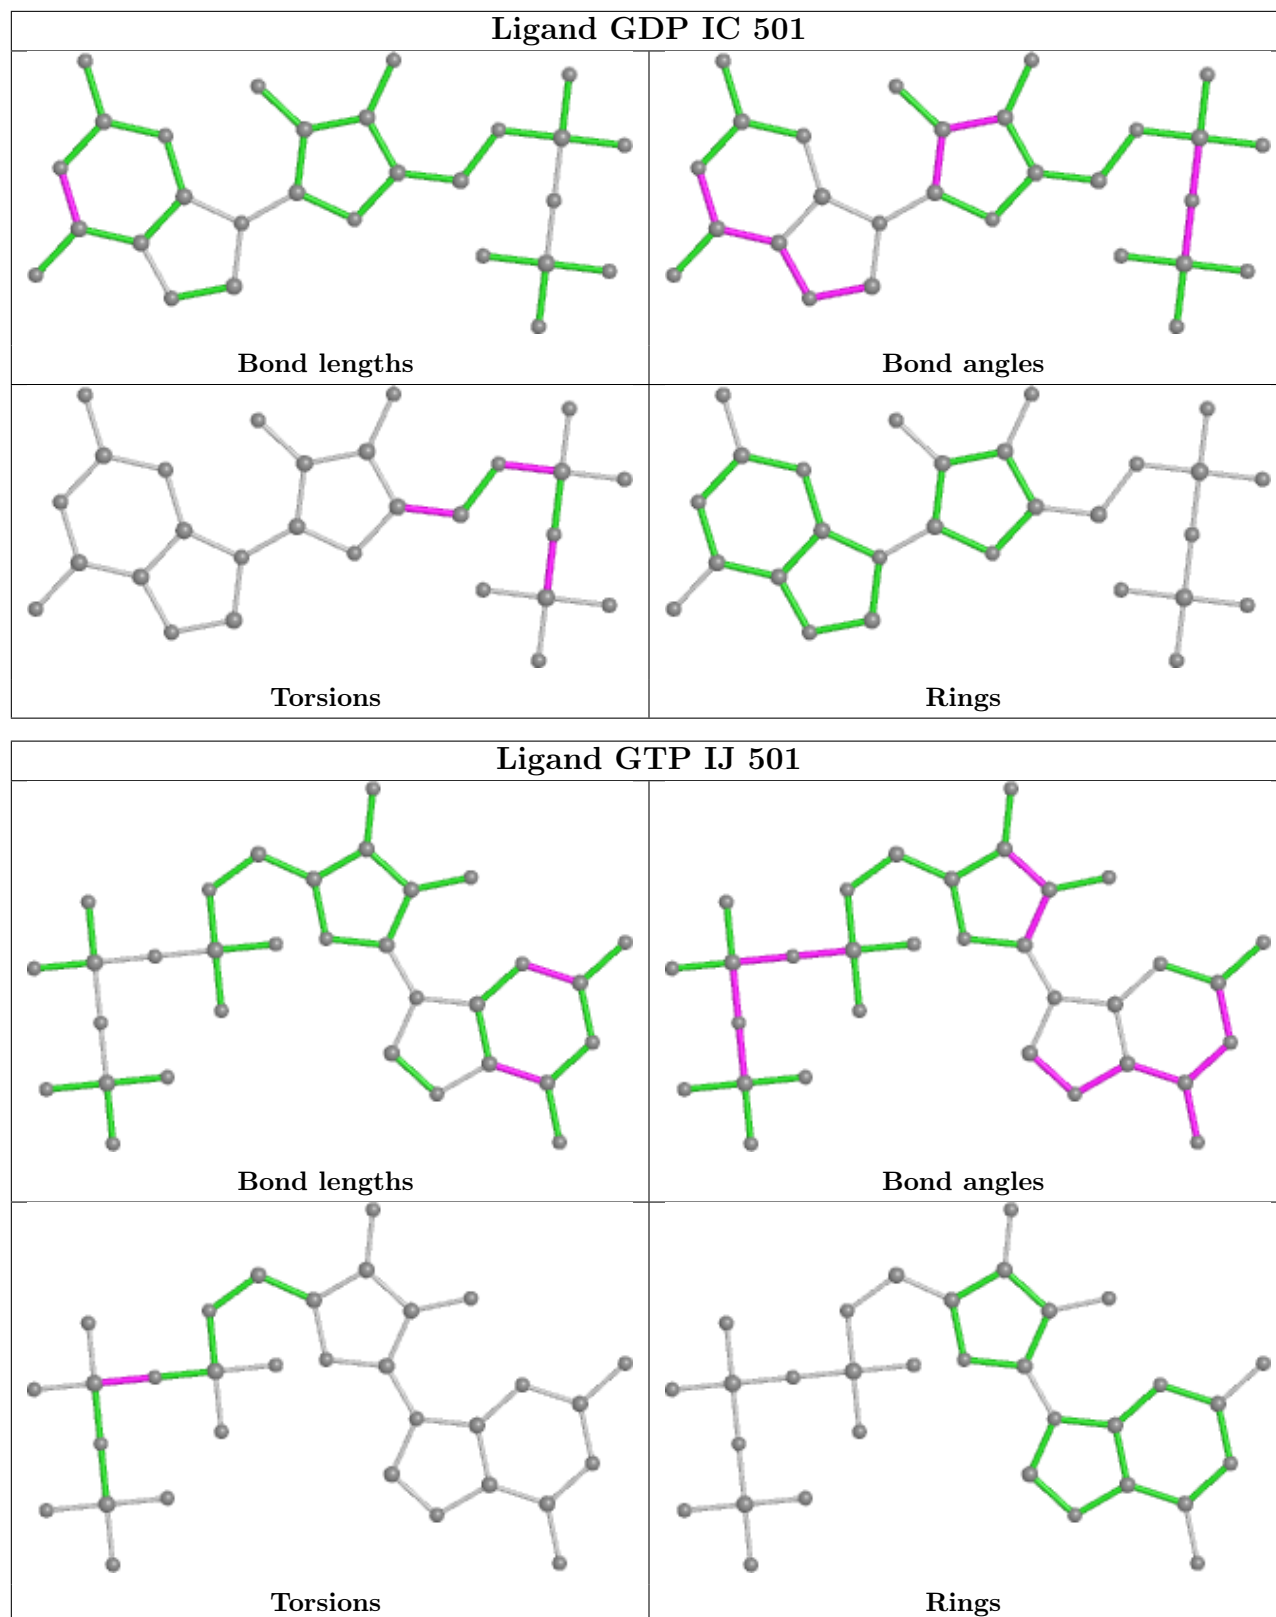 Ligand GDP IC 501
Bond lengths
Bond angles
Torsions
Rings
Ligand GTP IJ 501
Bond lengths
Bond angles
Torsions
Rings